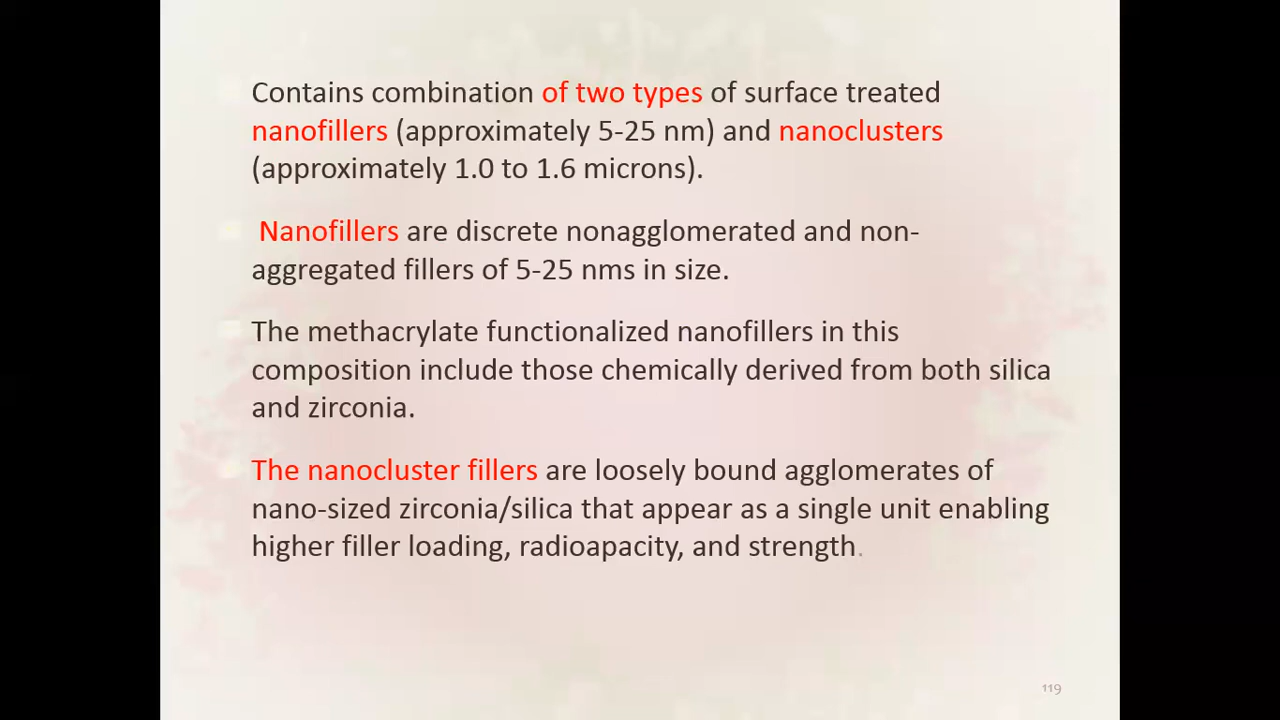 Contains combination of two types of surface treated
nanofillers (approximately 5-25 nm) and nanoclusters
(approximately 1.0 to 1.6 microns).
Nanofillers are discrete nonagglomerated and non-
aggregated fillers of 5-25 nms in size.
The methacrylate functionalized nanofillers in this
composition include those chemically derived from both silica
and zirconia.
The nanocluster fillers are loosely bound agglomerates of
nano-sized zirconia/silica that appear as a single unit enabling
higher filler loading, radioapacity, and strength.
119